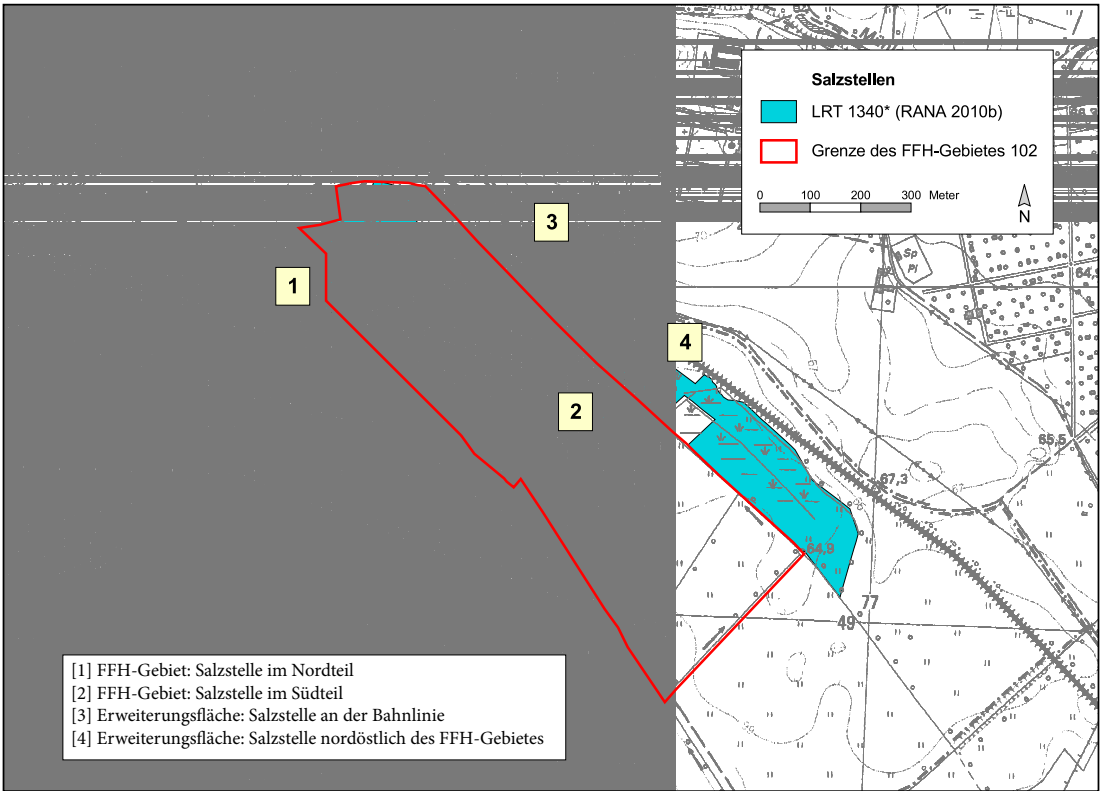 Salzstellen
LRT 1340* (RANA 2010b)
Grenze des FFH-Gebietes 102
0 100 200 300 Meter
N
3
1
Sp
Pl
64,
4
2
65,5
67,3
64,9
77
49
[1] FFH-Gebiet: Salzstelle im Nordteil
[2] FFH-Gebiet: Salzstelle im Südteil
[3] Erweiterungsfläche: Salzstelle an der Bahnlinie
[4] Erweiterungsfläche: Salzstelle nordöstlich des FFH-Gebietes